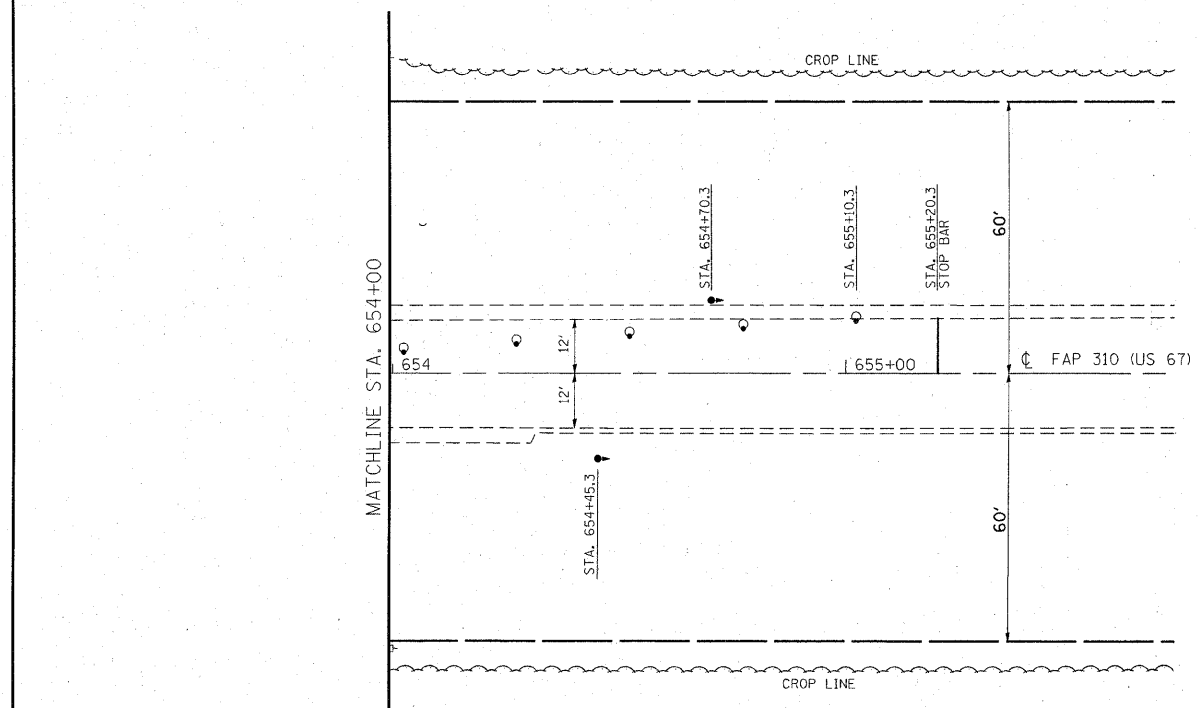 CROP LINE
STA. 654+70.3
STA. 655+10.3
STA. 655+20.3
STOP BAR
60'
MATCHLINE STA. 654+00
12'
654
655+00
℄ FAP 310 (US 67)
12'
STA. 654+45.3
60'
CROP LINE